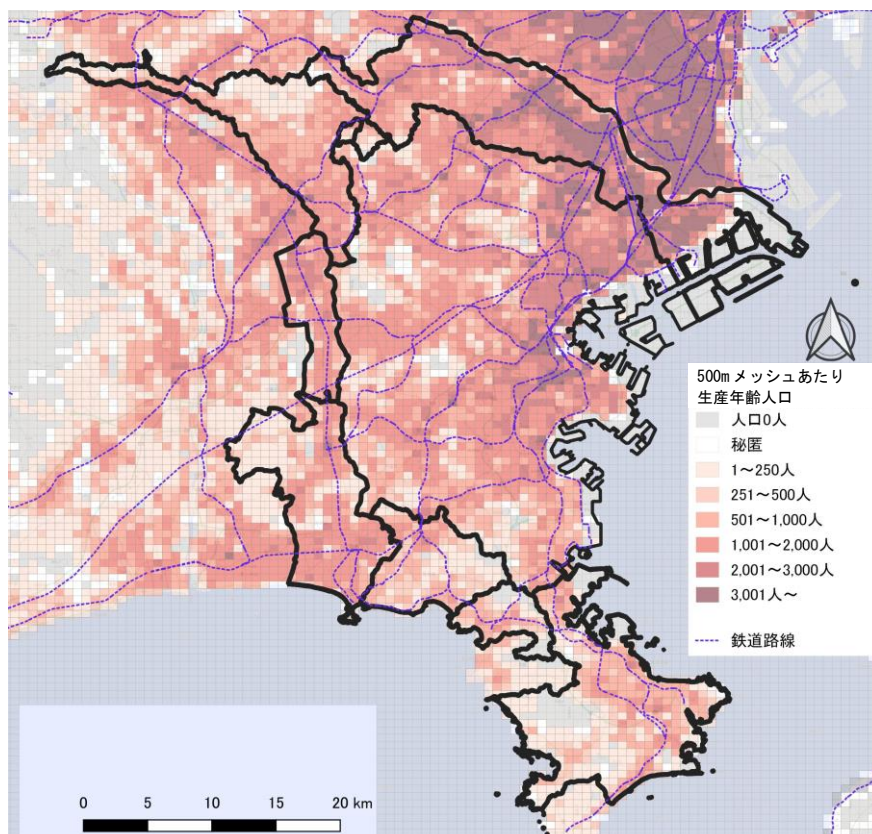 500mメッシュあたり
生産年齢人口
人口0人
秘匿
1～250人
251～500人
501～1,000人
1,001～2,000人
2,001～3,000人
3,001人～
鉄道路線
0 5 10 15 20 km